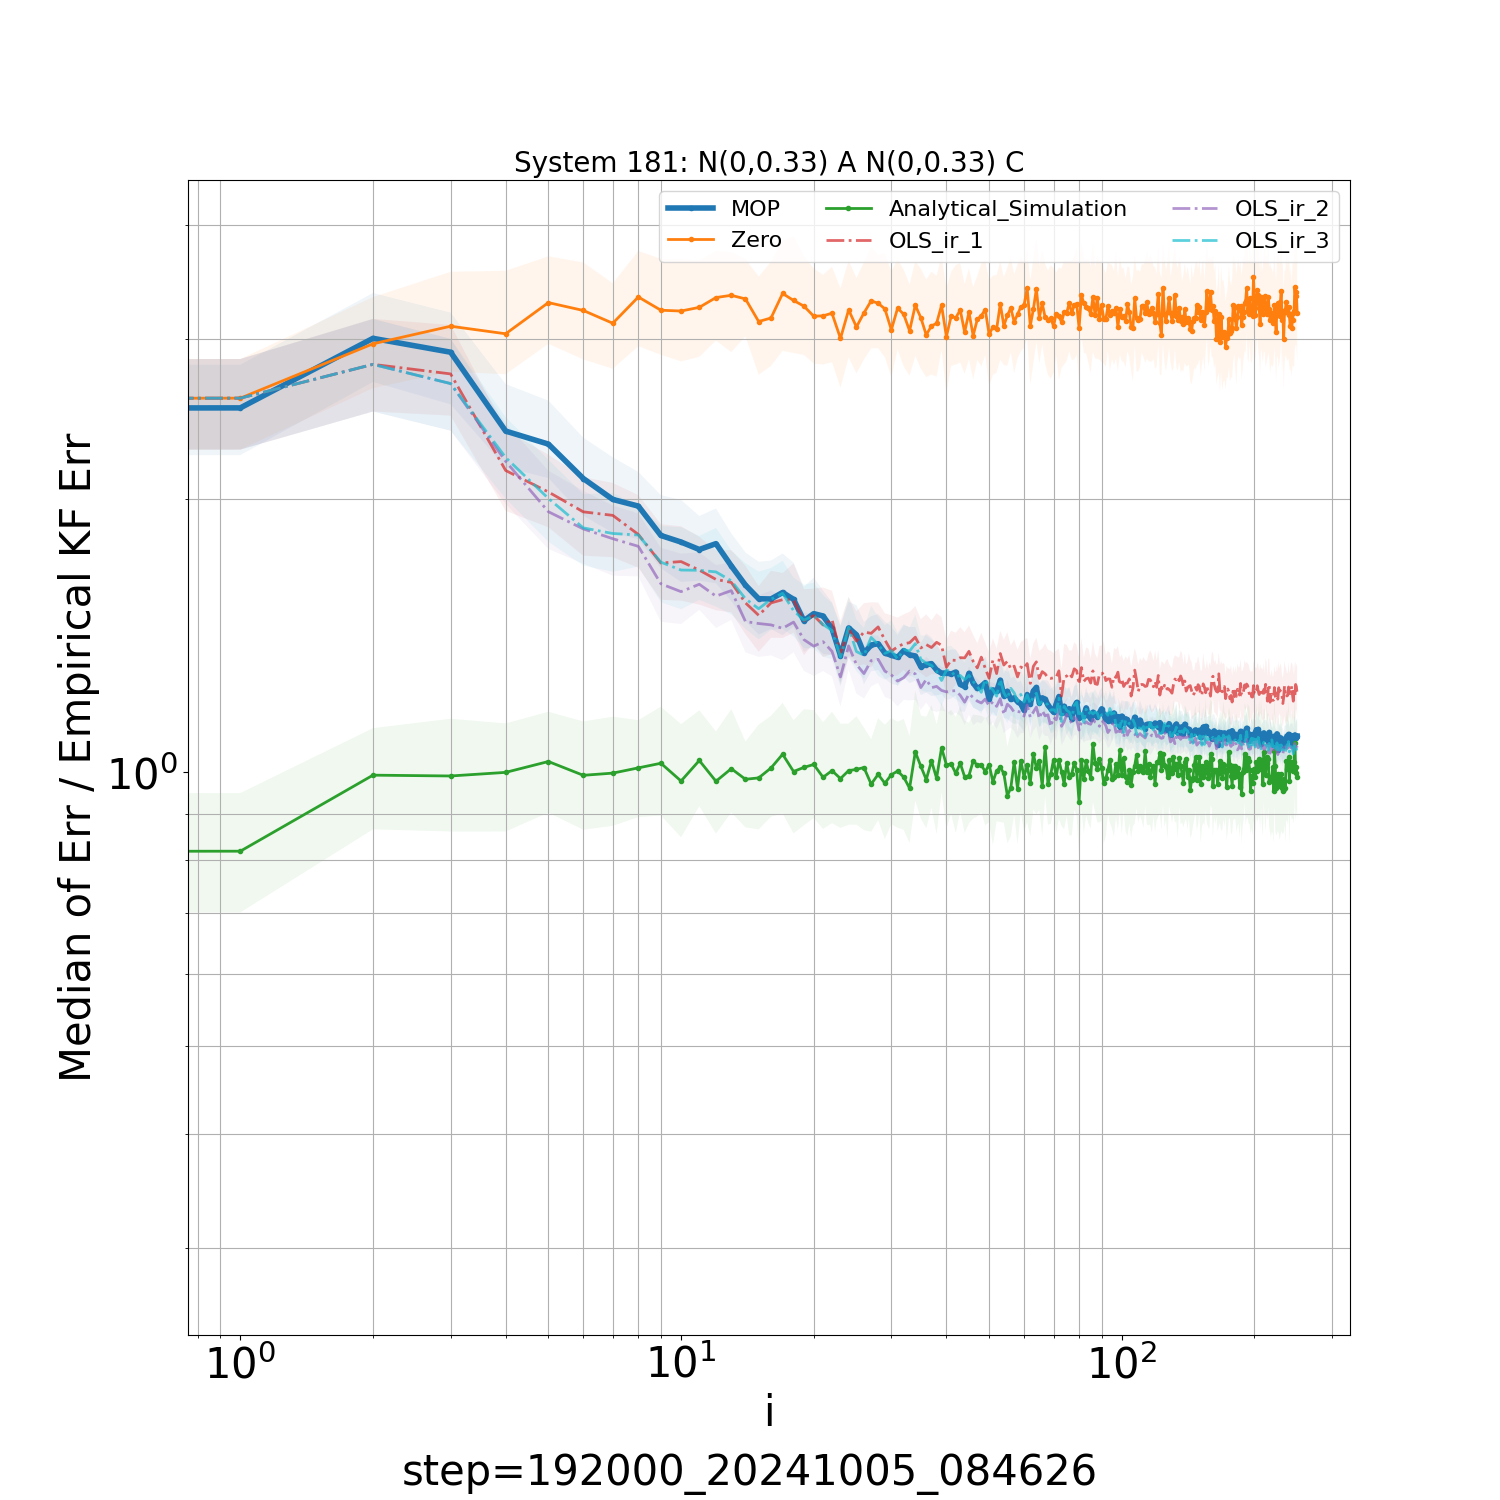 System 181: N(0,0.33) A N(0,0.33) C
MOP
Zero
Analytical_Simulation
OLS_ir_1
OLS_ir_2
OLS_ir_3
Median of Err / Empirical KF Err
10⁰
10⁰ 10¹ 10²
i
step=192000_20241005_084626